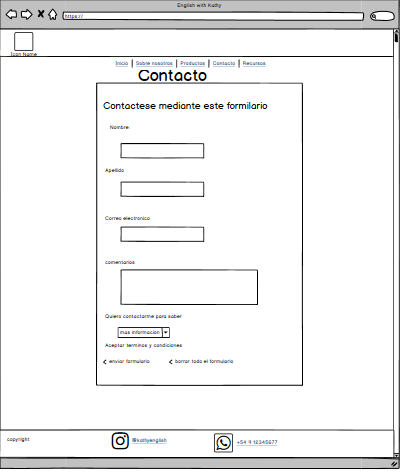 English with Kathy
https://
Icon Name
Inicio Sobre nosotros Productos Contacto Recursos
Contacto
Contactese mediante este formilario
Nombre:
Apellido
Correo electronico
comentarios
Quiero contactarme para saber
mas informacion
Aceptar terminos y condiciones
enviar formulario borrar todo el formulario
copyright @kathyenglish +54 9 12345677